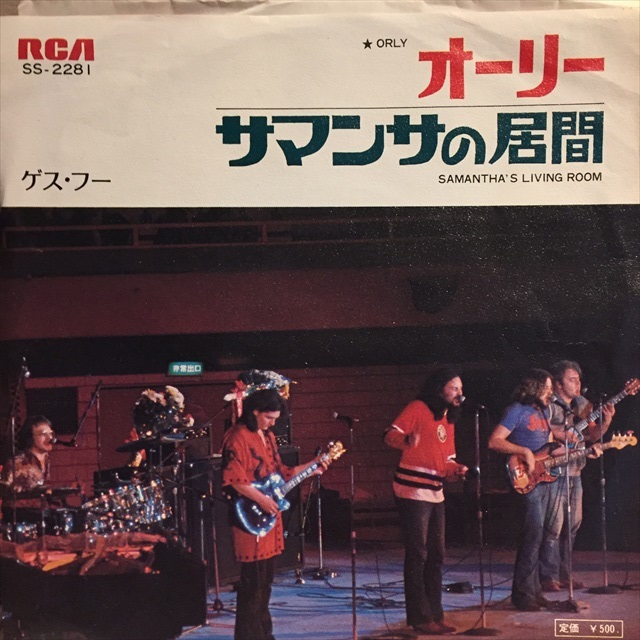 RCA
SS-2281
★ ORLY
オーリー
サマンサの居間
SAMANTHA'S LIVING ROOM
ゲス・フー
非常出口
定価 ¥500